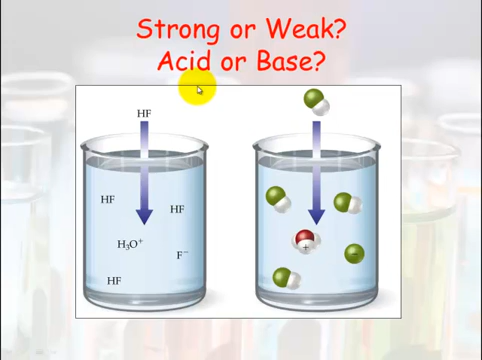 Strong or Weak?
Acid or Base?
HF
HF
HF
H₃O⁺
F⁻
HF
+
−